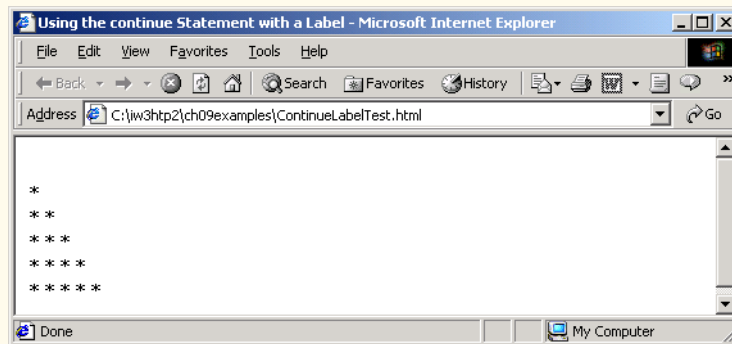 Using the continue Statement with a Label - Microsoft Internet Explorer
File Edit View Favorites Tools Help
Back Search Favorites History »
Address C:\iw3htp2\ch09examples\ContinueLabelTest.html Go
*
* *
* * *
* * * *
* * * * *
Done My Computer